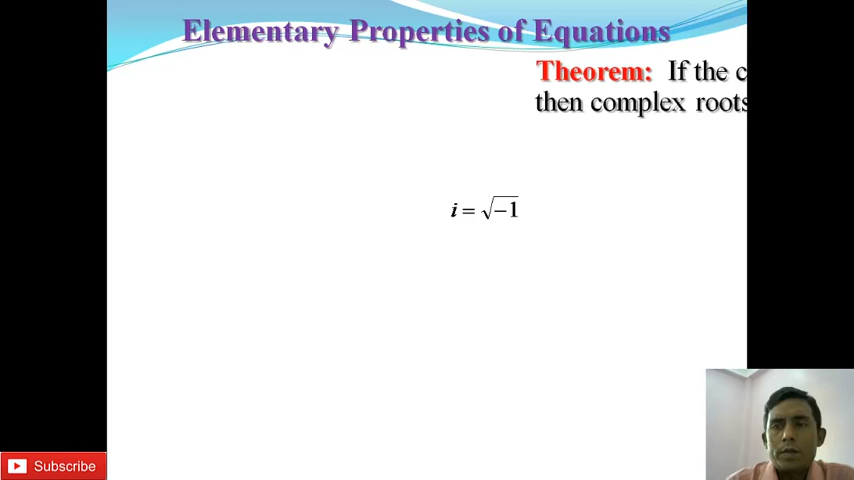 Elementary Properties of Equations
Theorem: If the c
then complex roots
i = √−1
Subscribe